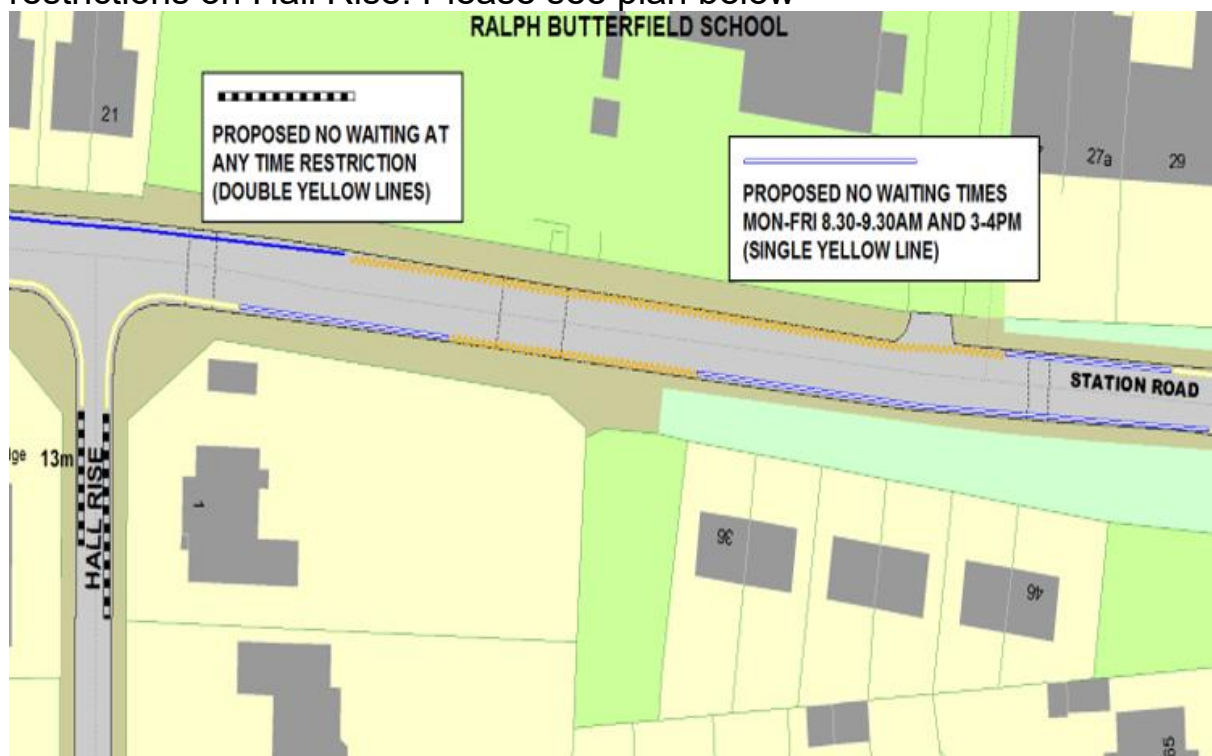 restrictions on Hall Rise. Please see plan below
RALPH BUTTERFIELD SCHOOL
21
PROPOSED NO WAITING AT
ANY TIME RESTRICTION
(DOUBLE YELLOW LINES)
PROPOSED NO WAITING TIMES
MON-FRI 8.30-9.30AM AND 3-4PM
(SINGLE YELLOW LINE)
27a
29
STATION ROAD
13m
HALL RISE
1
36
46
65